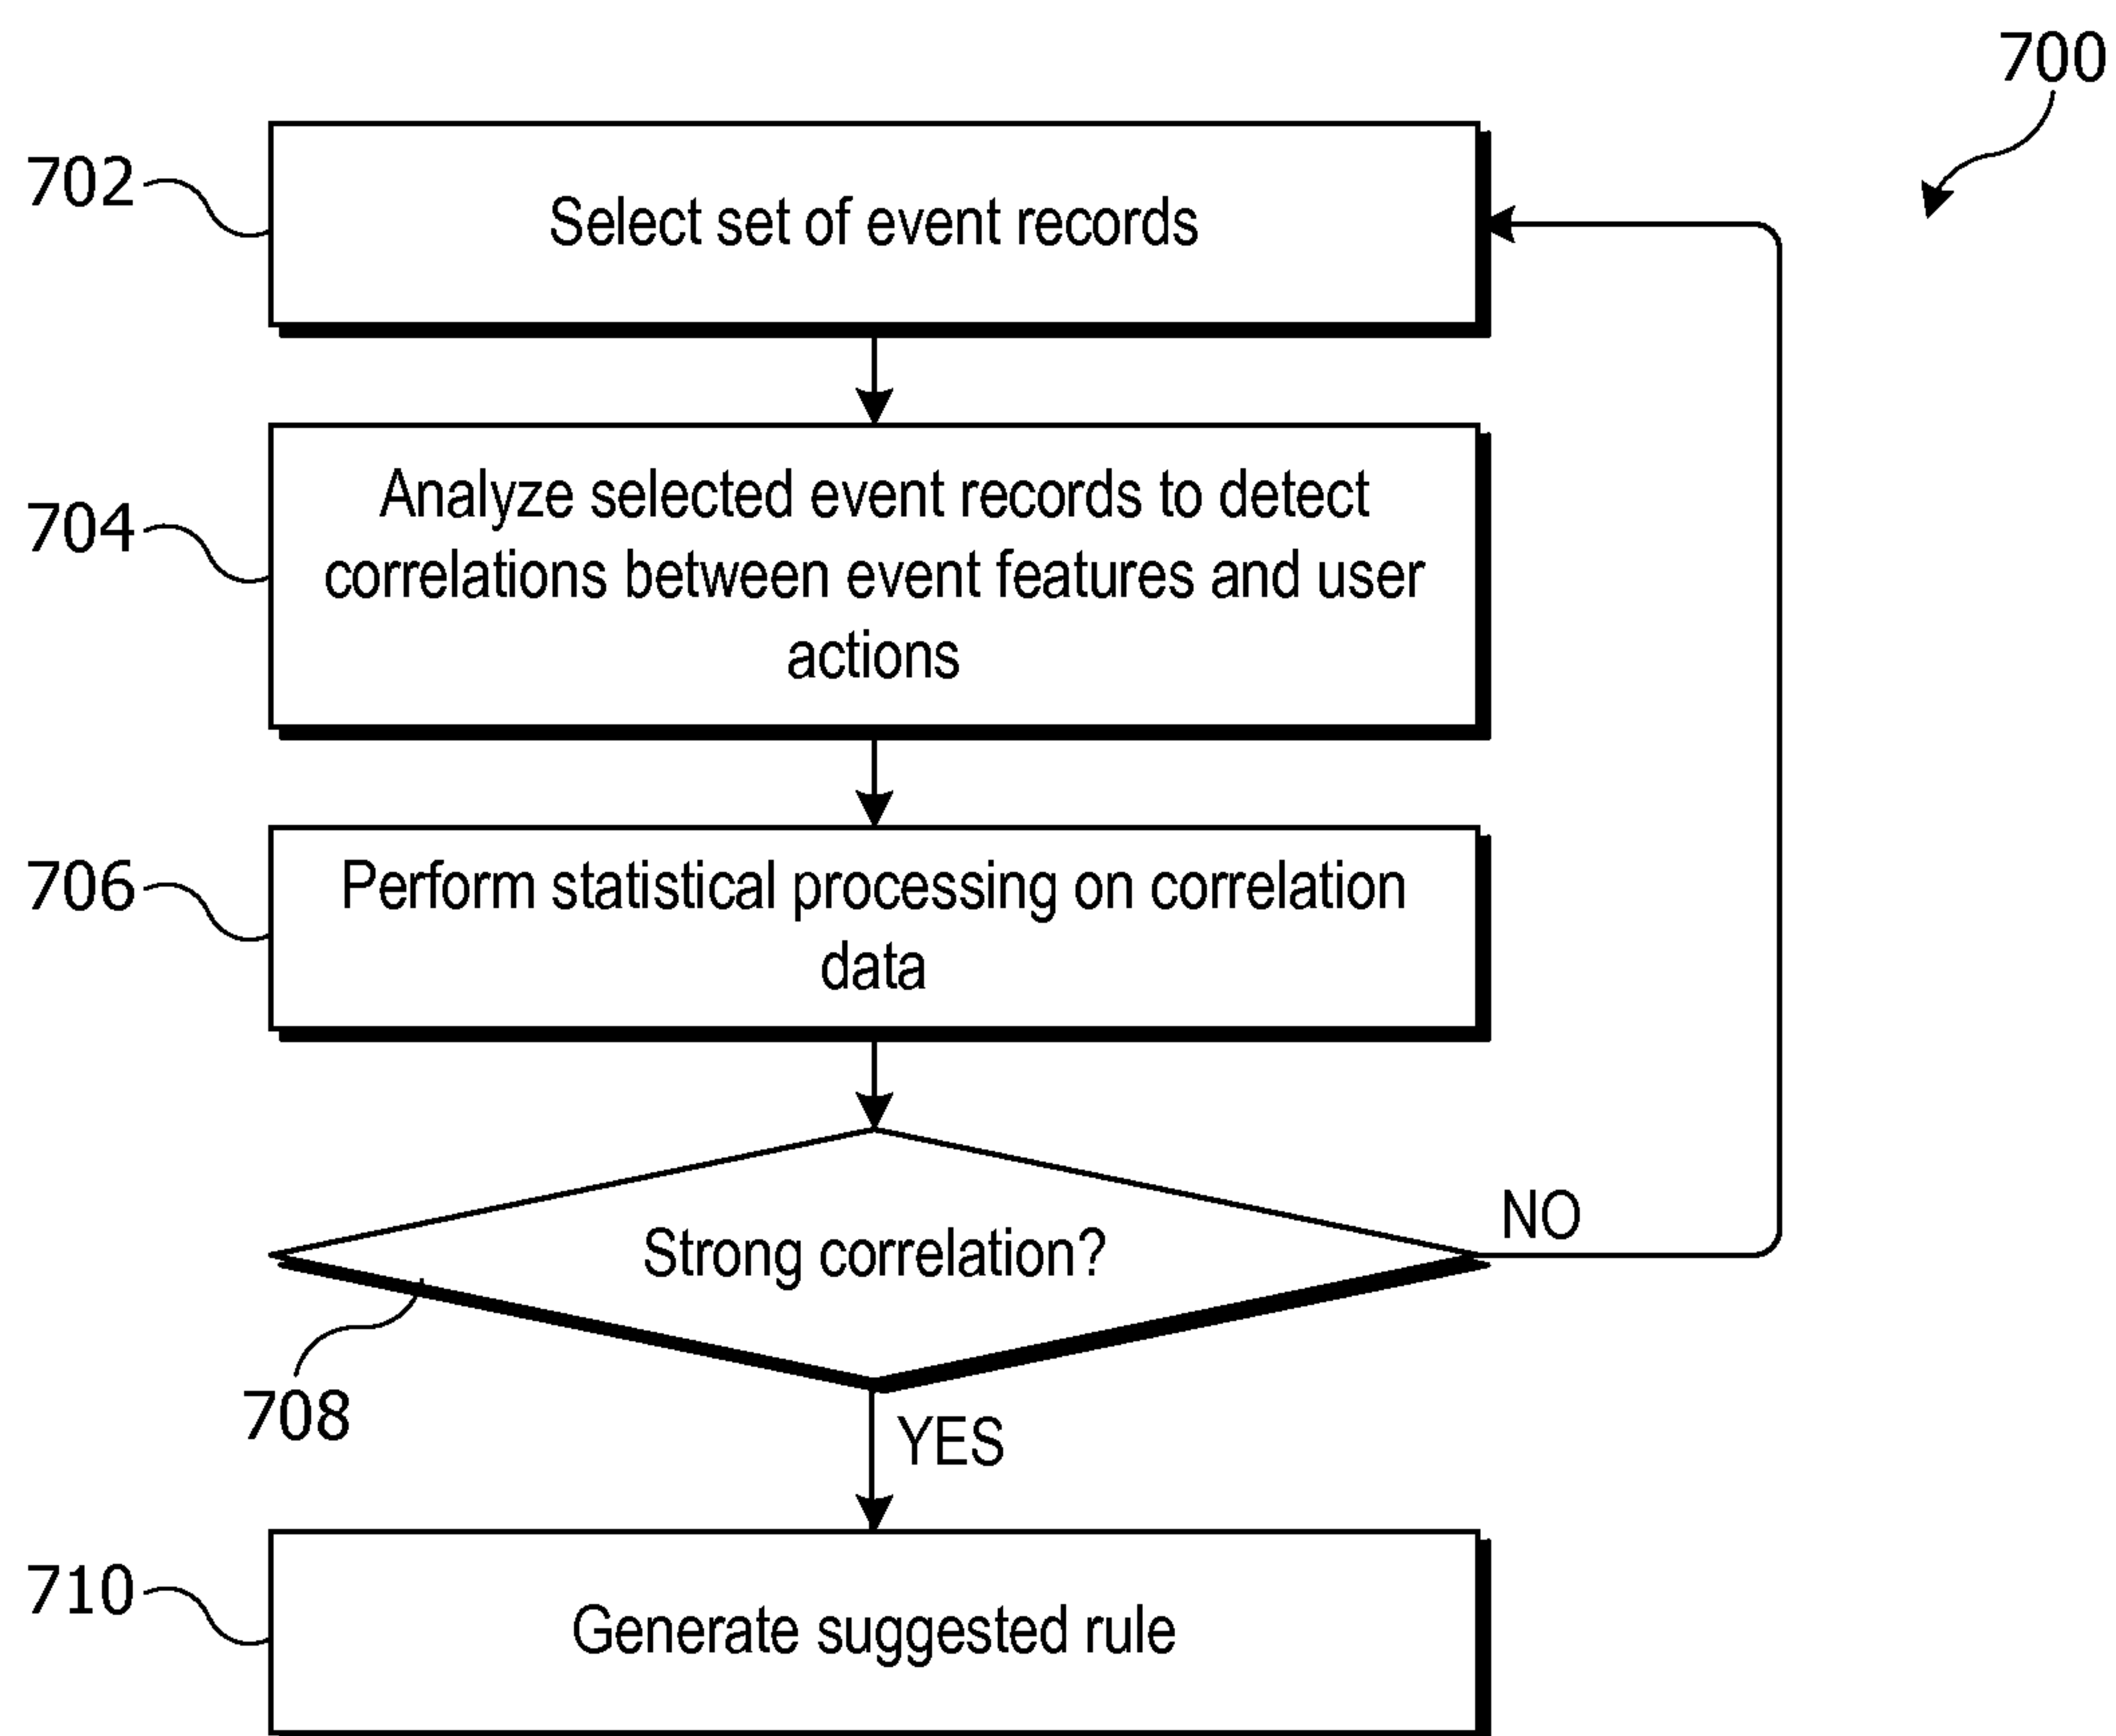 700
702
Select set of event records
704
Analyze selected event records to detect
correlations between event features and user
actions
706
Perform statistical processing on correlation
data
Strong correlation?
NO
708
YES
710
Generate suggested rule